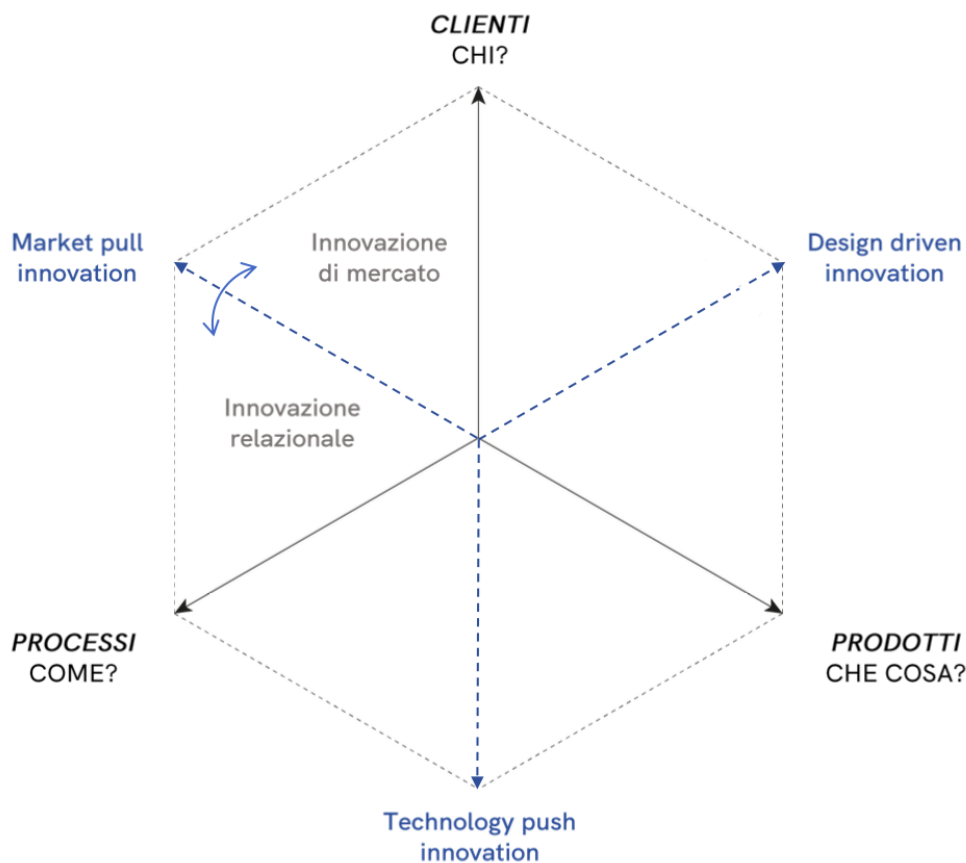 CLIENTI
CHI?
Market pull
innovation
Innovazione
di mercato
Design driven
innovation
Innovazione
relazionale
PROCESSI
COME?
PRODOTTI
CHE COSA?
Technology push
innovation